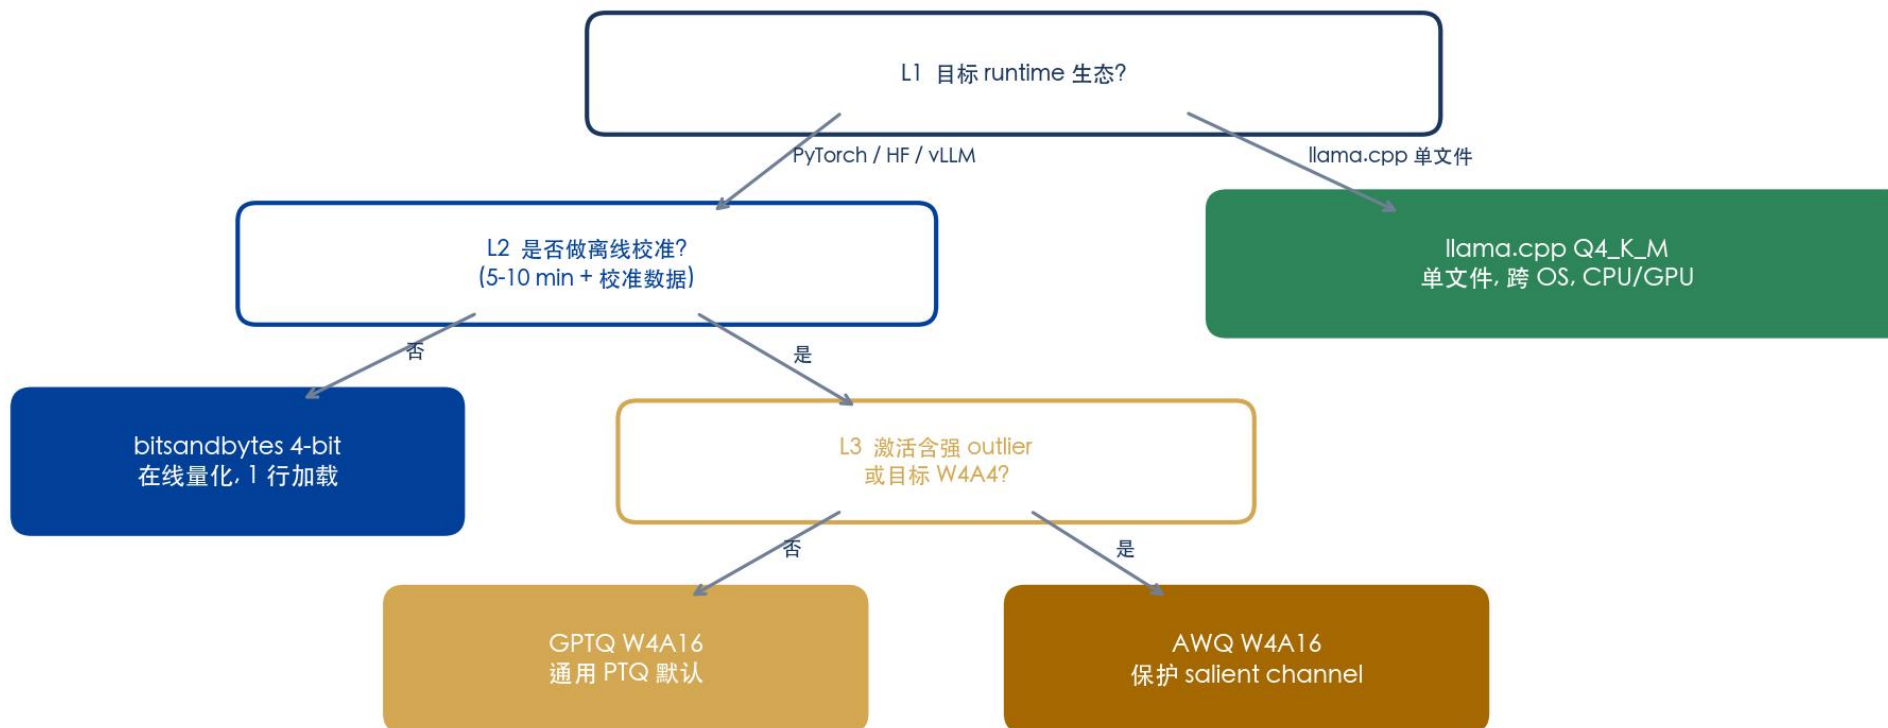 L1 目标 runtime 生态?
PyTorch / HF / vLLM
llama.cpp 单文件
L2 是否做离线校准?
(5-10 min + 校准数据)
llama.cpp Q4_K_M
单文件, 跨 OS, CPU/GPU
否
是
bitsandbytes 4-bit
在线量化, 1 行加载
L3 激活含强 outlier
或目标 W4A4?
否
是
GPTQ W4A16
通用 PTQ 默认
AWQ W4A16
保护 salient channel